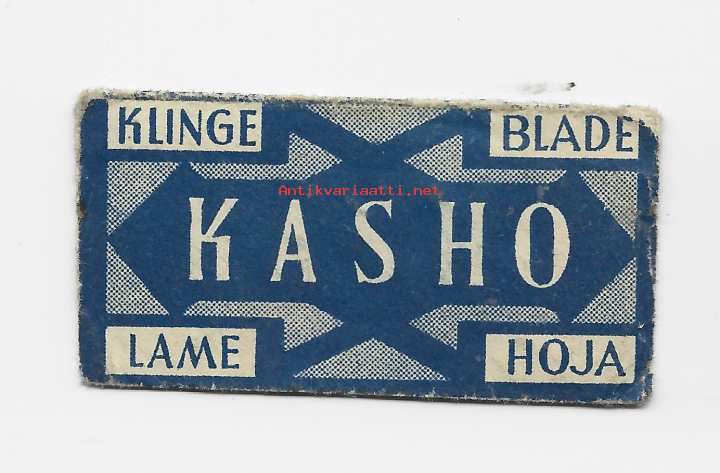 KLINGE BLADE
Antikvariaatti.net
KASHO
LAME HOJA